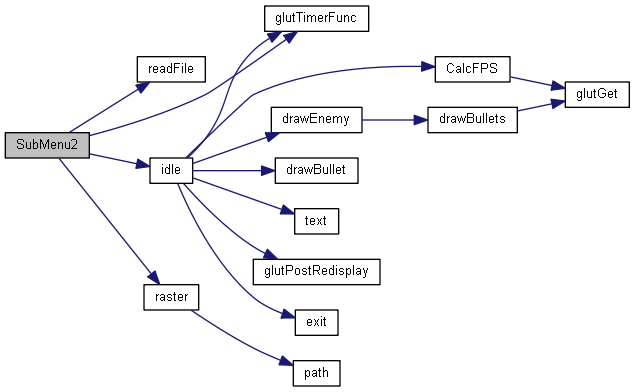 glutTimerFunc
readFile
CalcFPS
glutGet
drawEnemy
drawBullets
SubMenu2
idle
drawBullet
text
glutPostRedisplay
raster
exit
path